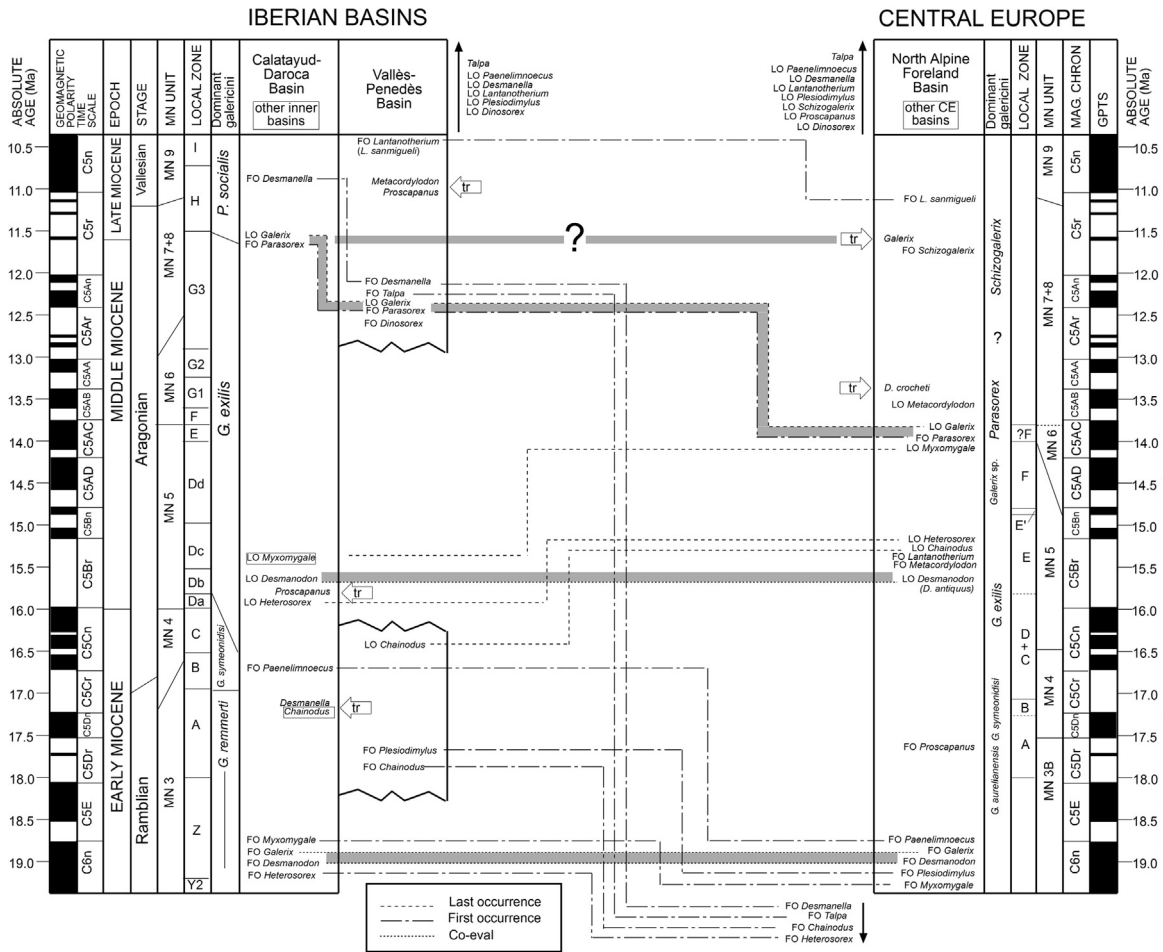 IBERIAN BASINS
CENTRAL EUROPE
ABSOLUTE
AGE (Ma)
GEOMAGNETIC
POLARITY
TIME
SCALE
EPOCH
STAGE
MN UNIT
LOCAL ZONE
Dominant
galericini
Calatayud-
Daroca
Basin
other inner
basins
Vallès-
Penedès
Basin
Talpa
LO Paenelimnoecus
LO Desmanella
LO Lantanotherium
LO Plesiodimylus
LO Dinosorex
Talpa
LO Paenelimnoecus
LO Desmanella
LO Lantanotherium
LO Plesiodimylus
LO Schizogalerix
LO Proscapanus
LO Dinosorex
North Alpine
Foreland
Basin
other CE
basins
Dominant
galericini
LOCAL ZONE
MN UNIT
MAG. CHRON
GPTS
ABSOLUTE
AGE (Ma)
10.5
11.0
11.5
12.0
12.5
13.0
13.5
14.0
14.5
15.0
15.5
16.0
16.5
17.0
17.5
18.0
18.5
19.0
C5n
C5r
C5An
C5Ar
C5AA
C5AB
C5AC
C5AD
C5Bn
C5Br
C5Cn
C5Cr
C5Dn
C5Dr
C5E
C6n
LATE MIOCENE
MIDDLE MIOCENE
EARLY MIOCENE
Vallesian
Aragonian
Ramblian
MN 9
MN 7+8
MN 6
MN 5
MN 4
MN 3
I
H
G3
G2
G1
F
E
Dd
Dc
Db
Da
C
B
A
Z
Y2
P. socialis
G. exilis
G. symeonidisi
G. remmerti
FO Desmanella
LO Galerix
FO Parasorex
LO Myxomygale
LO Desmanodon
Proscapanus
tr
LO Heterosorex
FO Paenelimnoecus
Desmanella
Chainodus
tr
FO Myxomygale
FO Galerix
FO Desmanodon
FO Heterosorex
FO Lantanotherium
(L. sanmigueli)
Metacordylodon
Proscapanus
tr
?
FO Desmanella
FO Talpa
LO Galerix
FO Parasorex
FO Dinosorex
LO Chainodus
FO Plesiodimylus
FO Chainodus
FO L. sanmigueli
tr
Galerix
FO Schizogalerix
tr
D. crocheti
LO Metacordylodon
LO Galerix
FO Parasorex
LO Myxomygale
LO Heterosorex
LO Chainodus
FO Lantanotherium
FO Metacordylodon
LO Desmanodon
(D. antiquus)
FO Proscapanus
FO Paenelimnoecus
FO Galerix
FO Desmanodon
FO Plesiodimylus
FO Myxomygale
Schizogalerix
?
Parasorex
Galerix sp.
G. exilis
G. symeonidisi
G. aurelianensis
?F
F
E'
E
D
+
C
B
A
MN 9
MN 7+8
MN 6
MN 5
MN 4
MN 3B
C5n
C5r
C5An
C5Ar
C5AA
C5AB
C5AC
C5AD
C5Bn
C5Br
C5Cn
C5Cr
C5Dn
C5Dr
C5E
C6n
10.5
11.0
11.5
12.0
12.5
13.0
13.5
14.0
14.5
15.0
15.5
16.0
16.5
17.0
17.5
18.0
18.5
19.0
Last occurrence
First occurrence
Co-eval
FO Desmanella
FO Talpa
FO Chainodus
FO Heterosorex